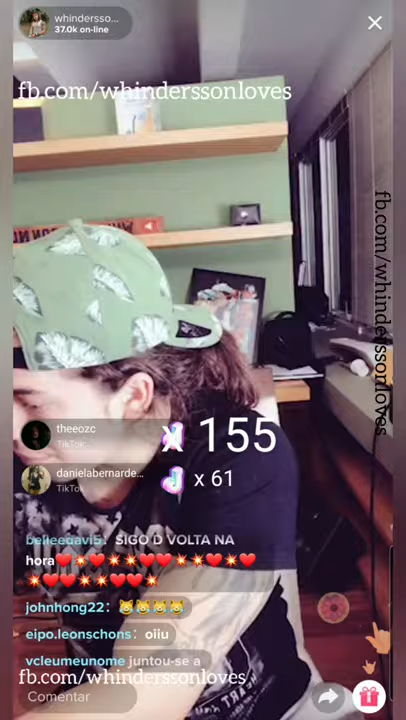 whindersso...
37.0k on-line
fb.com/whinderssonloves
fb.com/whinderssonloves
theeozc
TikTok
x 155
danielabernarde...
TikTok
x 61
belleedavi5: SIGO D VOLTA NA
hora❤️💥❤️💥💥❤️❤️💥💥❤️💥❤️
💥❤️❤️💥💥❤️❤️💥
johnhong22: 😸😸😸😸
eipo.leonschons: oiiu
vcleumeunome juntou-se a
fb.com/whinderssonloves
Comentar